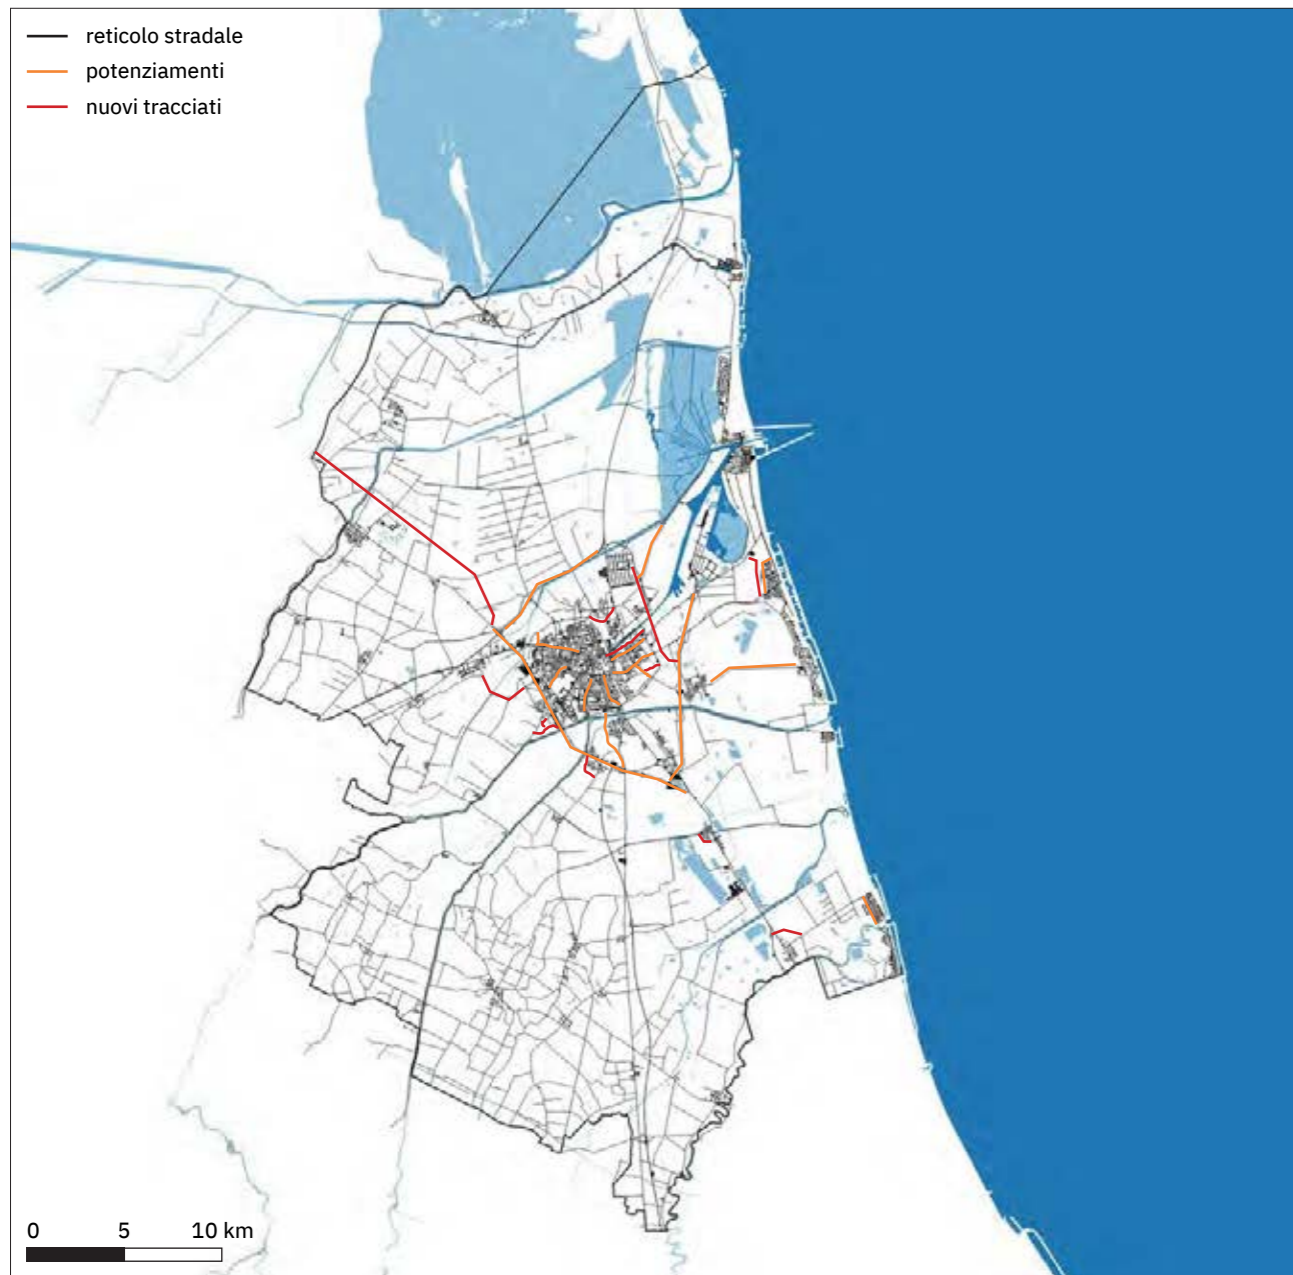 reticolo stradale
potenziamenti
nuovi tracciati
0 5 10 km